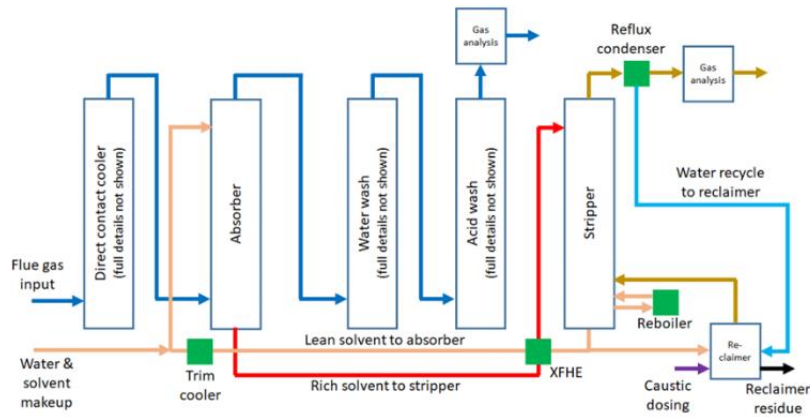 Gas
analysis
Reflux
condenser
Gas
analysis
Direct contact cooler
(full details not shown)
Absorber
Water wash
(full details not shown)
Acid wash
(full details not shown)
Stripper
Water recycle
to reclaimer
Flue gas
input
Reboiler
Lean solvent to absorber
Re-
claimer
Water &
solvent
makeup
Trim
cooler
Rich solvent to stripper
XFHE
Caustic
dosing
Reclaimer
residue